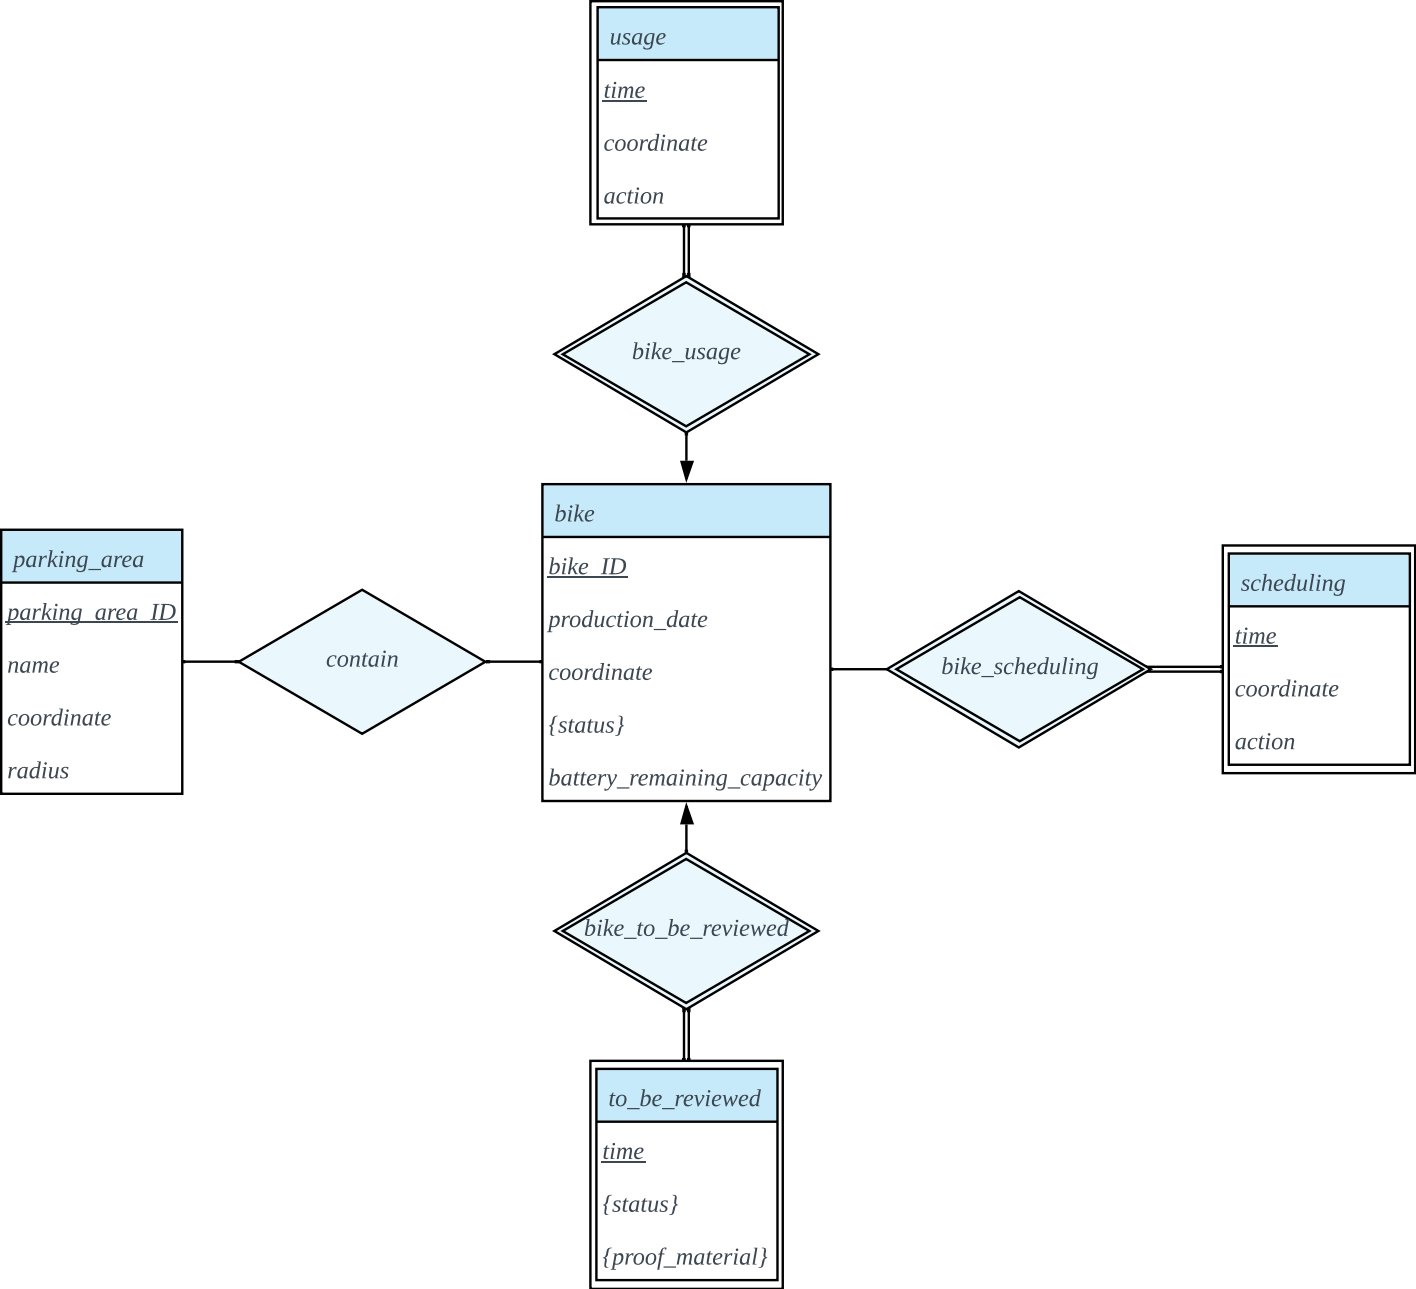 usage
time
coordinate
action
bike_usage
parking_area
parking_area_ID
name
coordinate
radius
contain
bike
bike_ID
production_date
coordinate
{status}
battery_remaining_capacity
bike_scheduling
scheduling
time
coordinate
action
bike_to_be_reviewed
to_be_reviewed
time
{status}
{proof_material}